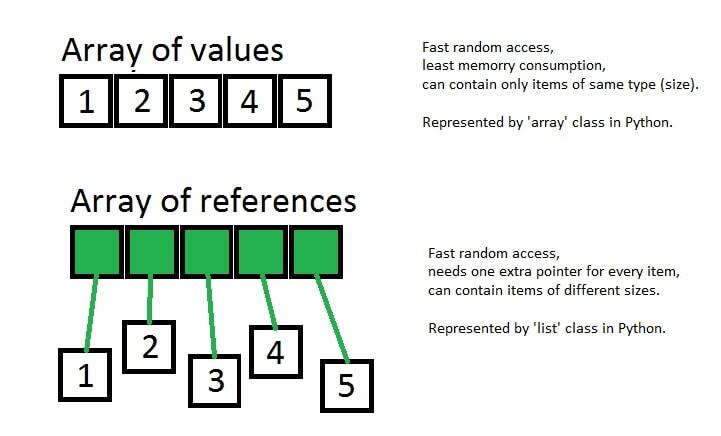 Array of values
1 2 3 4 5
Fast random access,
least memorry consumption,
can contain only items of same type (size).
Represented by 'array' class in Python.
Array of references
1
2
3
4
5
Fast random access,
needs one extra pointer for every item,
can contain items of different sizes.
Represented by 'list' class in Python.